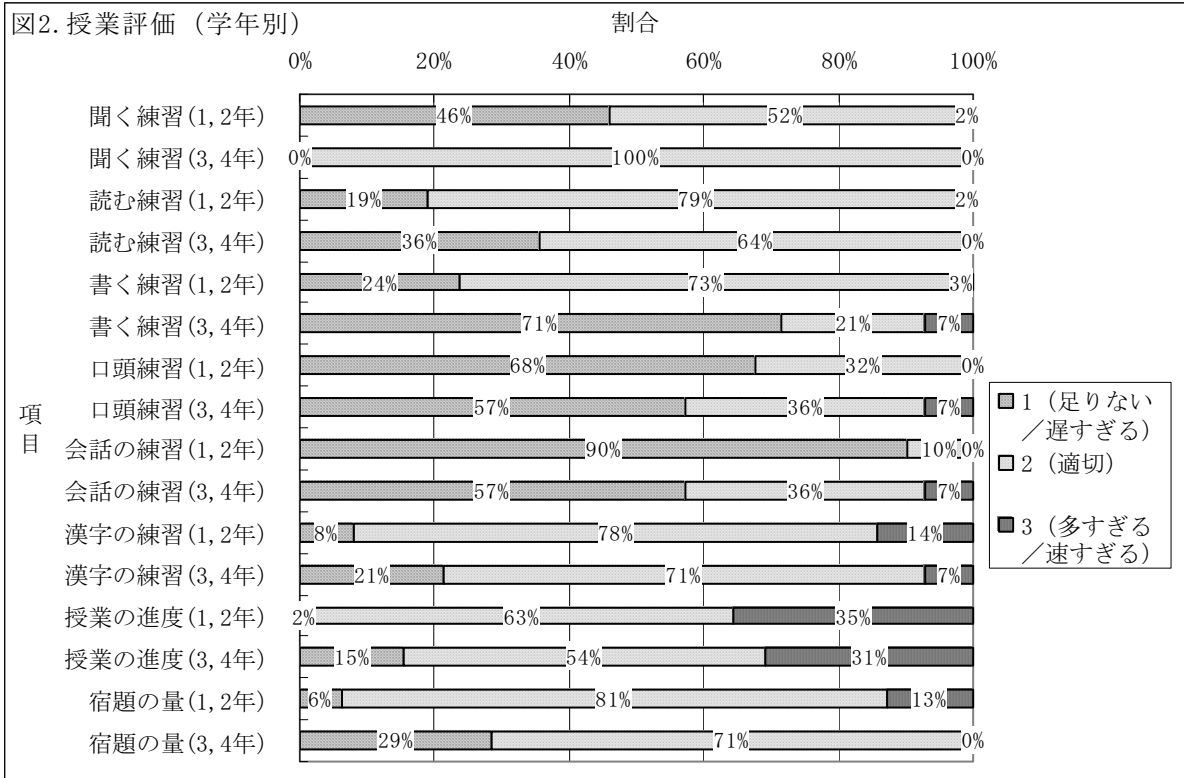 図2.授業評価（学年別）
割合
0% 20% 40% 60% 80% 100%
聞く練習(1,2年) 46% 52% 2%
聞く練習(3,4年) 0% 100% 0%
読む練習(1,2年) 19% 79% 2%
読む練習(3,4年) 36% 64% 0%
書く練習(1,2年) 24% 73% 3%
書く練習(3,4年) 71% 21% 7%
口頭練習(1,2年) 68% 32% 0%
口頭練習(3,4年) 57% 36% 7%
会話の練習(1,2年) 90% 10% 0%
会話の練習(3,4年) 57% 36% 7%
漢字の練習(1,2年) 8% 78% 14%
漢字の練習(3,4年) 21% 71% 7%
授業の進度(1,2年) 2% 63% 35%
授業の進度(3,4年) 15% 54% 31%
宿題の量(1,2年) 6% 81% 13%
宿題の量(3,4年) 29% 71% 0%
項目
1（足りない
／遅すぎる）
2（適切）
3（多すぎる
／速すぎる）